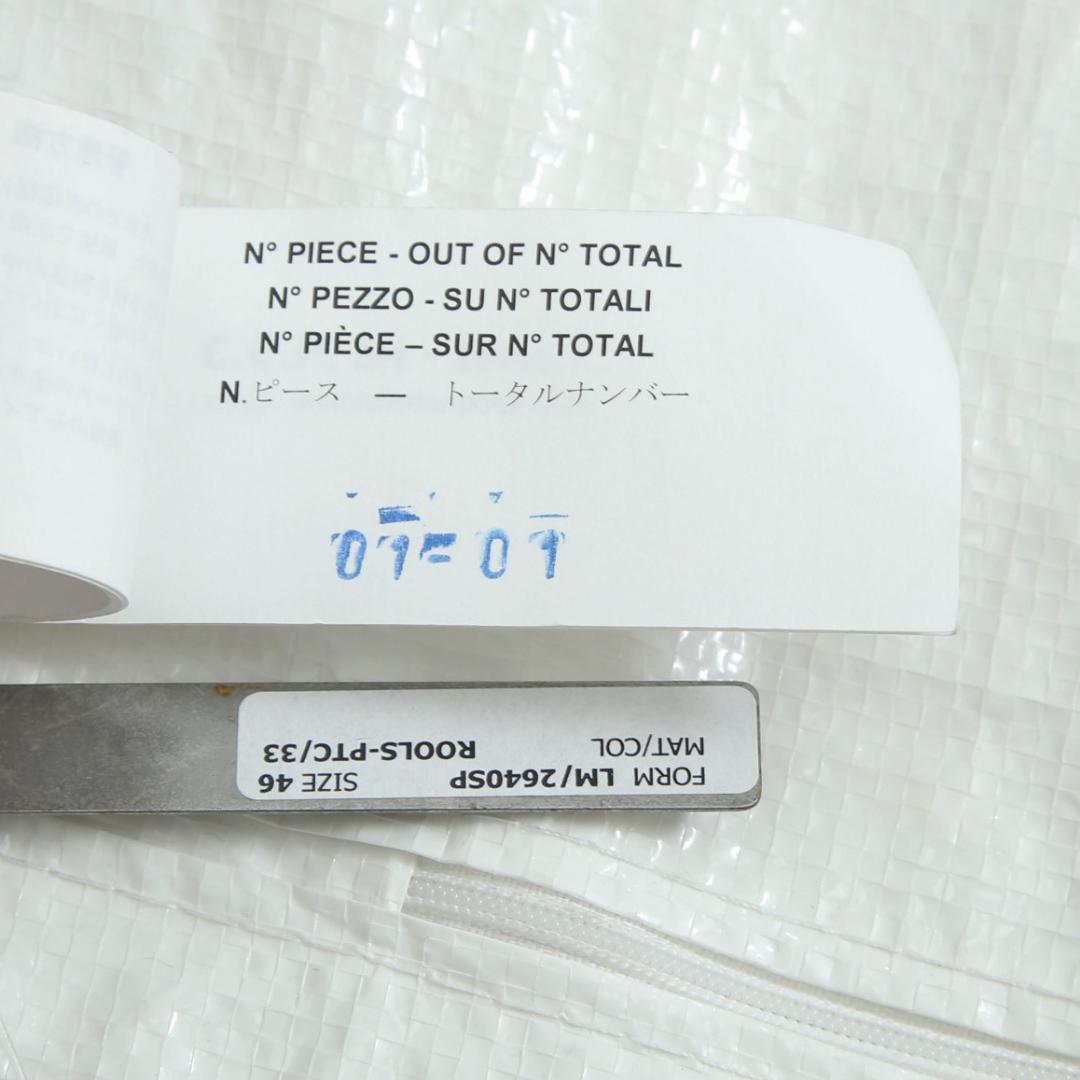 N° PIECE - OUT OF N° TOTAL
N° PEZZO - SU N° TOTALI
N° PIÈCE – SUR N° TOTAL
N.ピース — トータルナンバー
01-01
FORM LM/2640SP SIZE 46
MAT/COL ROOLS-PTC/33